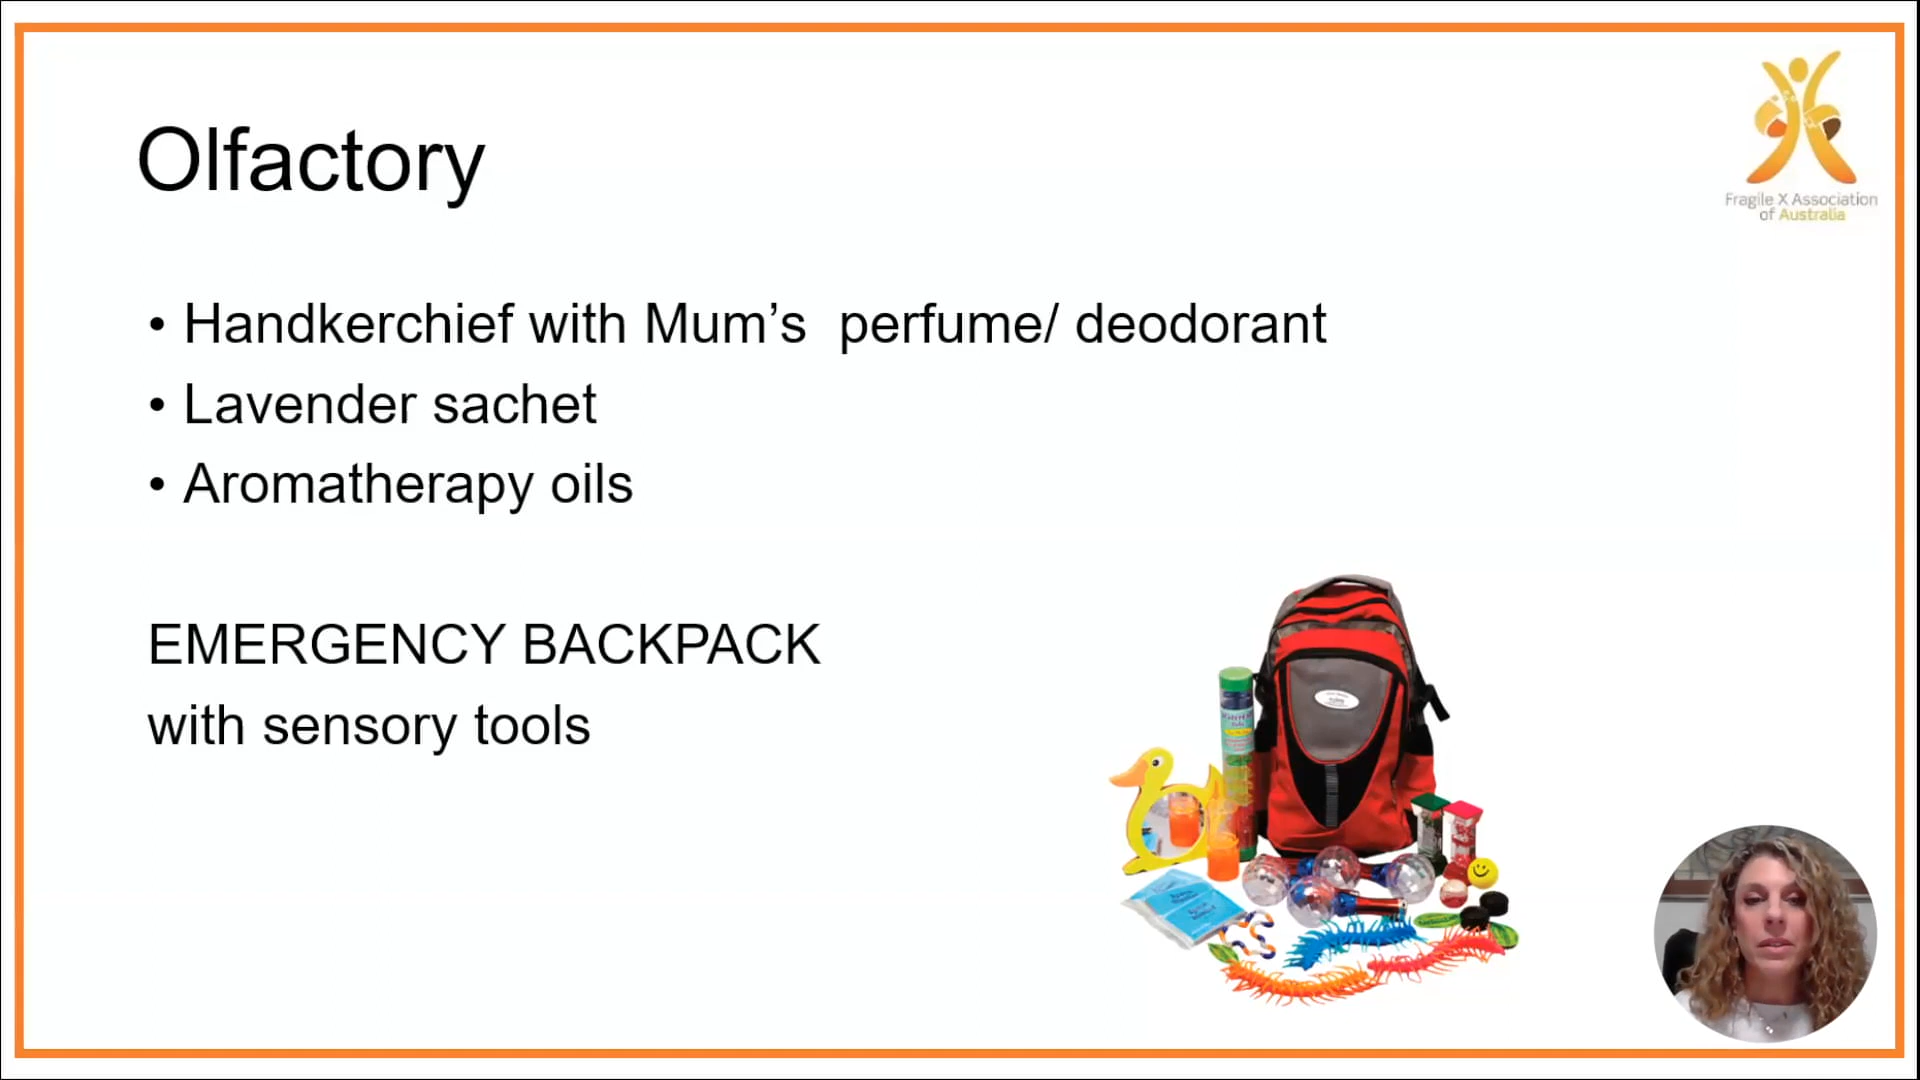 Olfactory
Fragile X Association
of Australia
• Handkerchief with Mum’s  perfume/ deodorant
• Lavender sachet
• Aromatherapy oils
EMERGENCY BACKPACK
with sensory tools